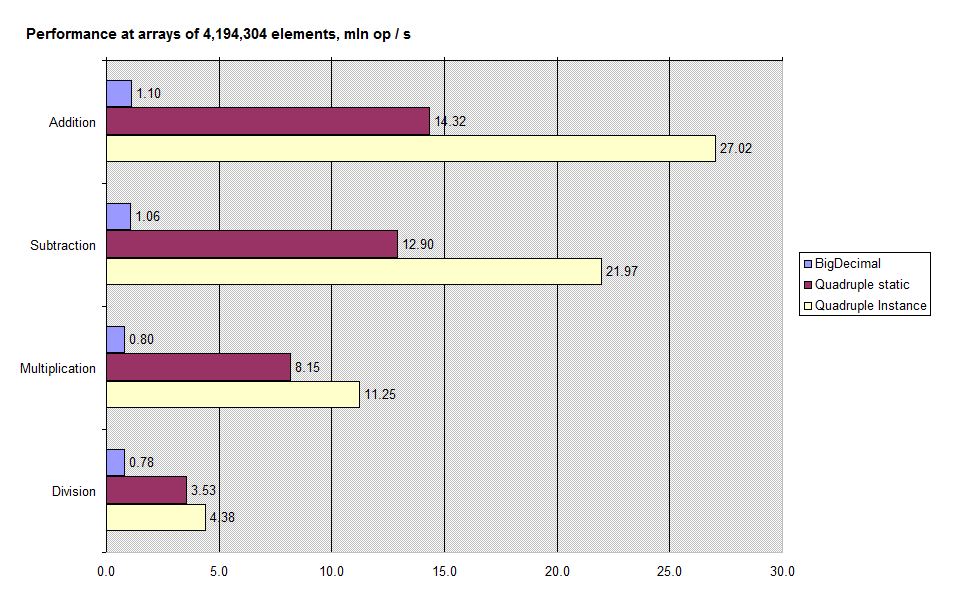 Performance at arrays of 4,194,304 elements, mln op / s
Addition
1.10
14.32
27.02
Subtraction
1.06
12.90
21.97
Multiplication
0.80
8.15
11.25
Division
0.78
3.53
4.38
0.0 5.0 10.0 15.0 20.0 25.0 30.0
BigDecimal
Quadruple static
Quadruple Instance